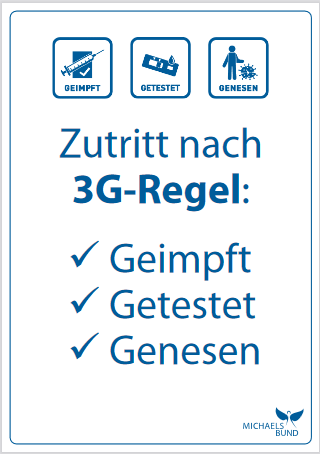 GEIMPFT GETESTET GENESEN
Zutritt nach
3G-Regel:
✓ Geimpft
✓ Getestet
✓ Genesen
MICHAELS
BUND